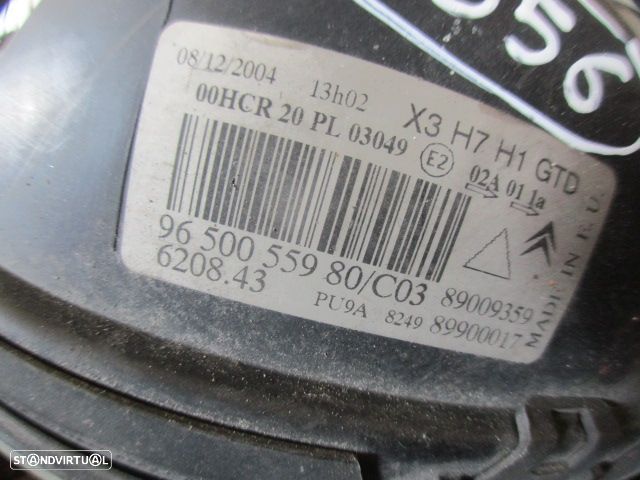 556
08/12/2004 13h02 X3 H7 H1 GTD
00HCR 20 PL 03049 E2 02A 01 1a
96 500 559 80/C03 89009359
6208.43 PU9A 8249 89900017
MADE IN E.U
STANDVIRTUAL